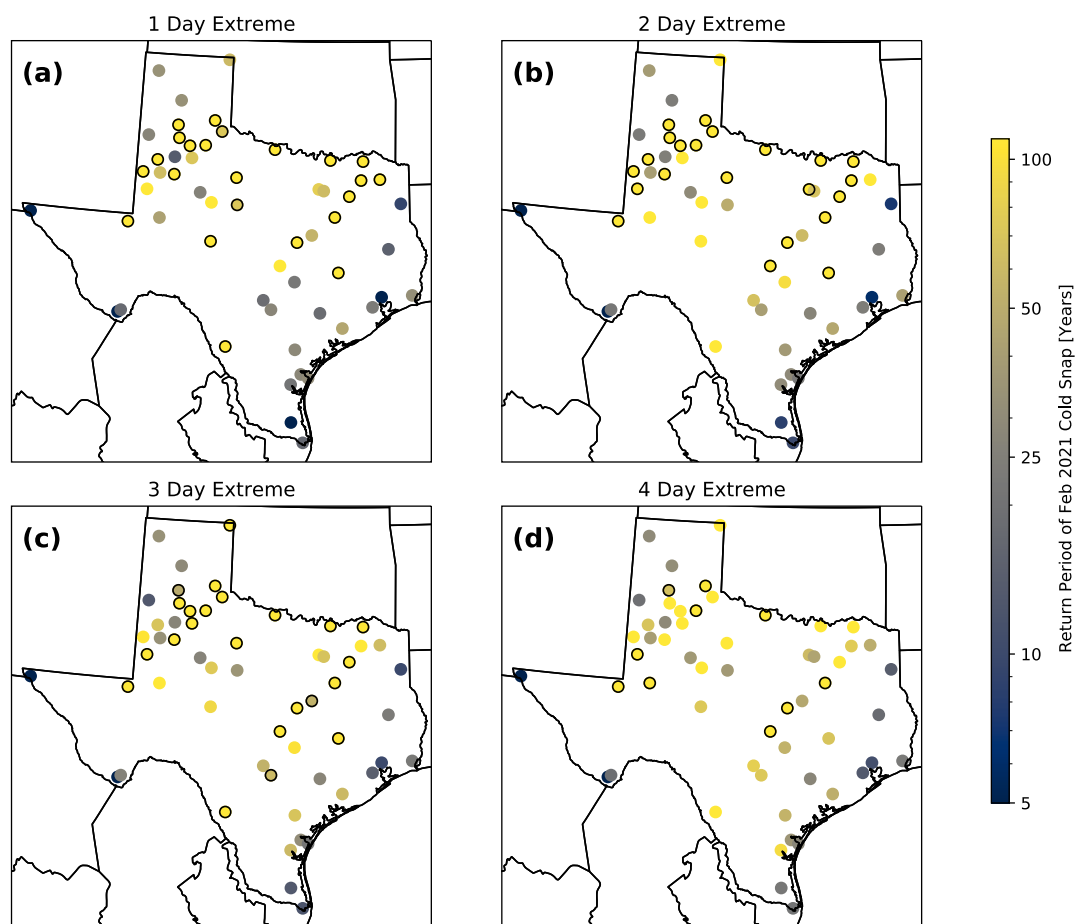 1 Day Extreme
2 Day Extreme
(a)
(b)
3 Day Extreme
4 Day Extreme
(c)
(d)
100
50
25
10
5
Return Period of Feb 2021 Cold Snap [Years]